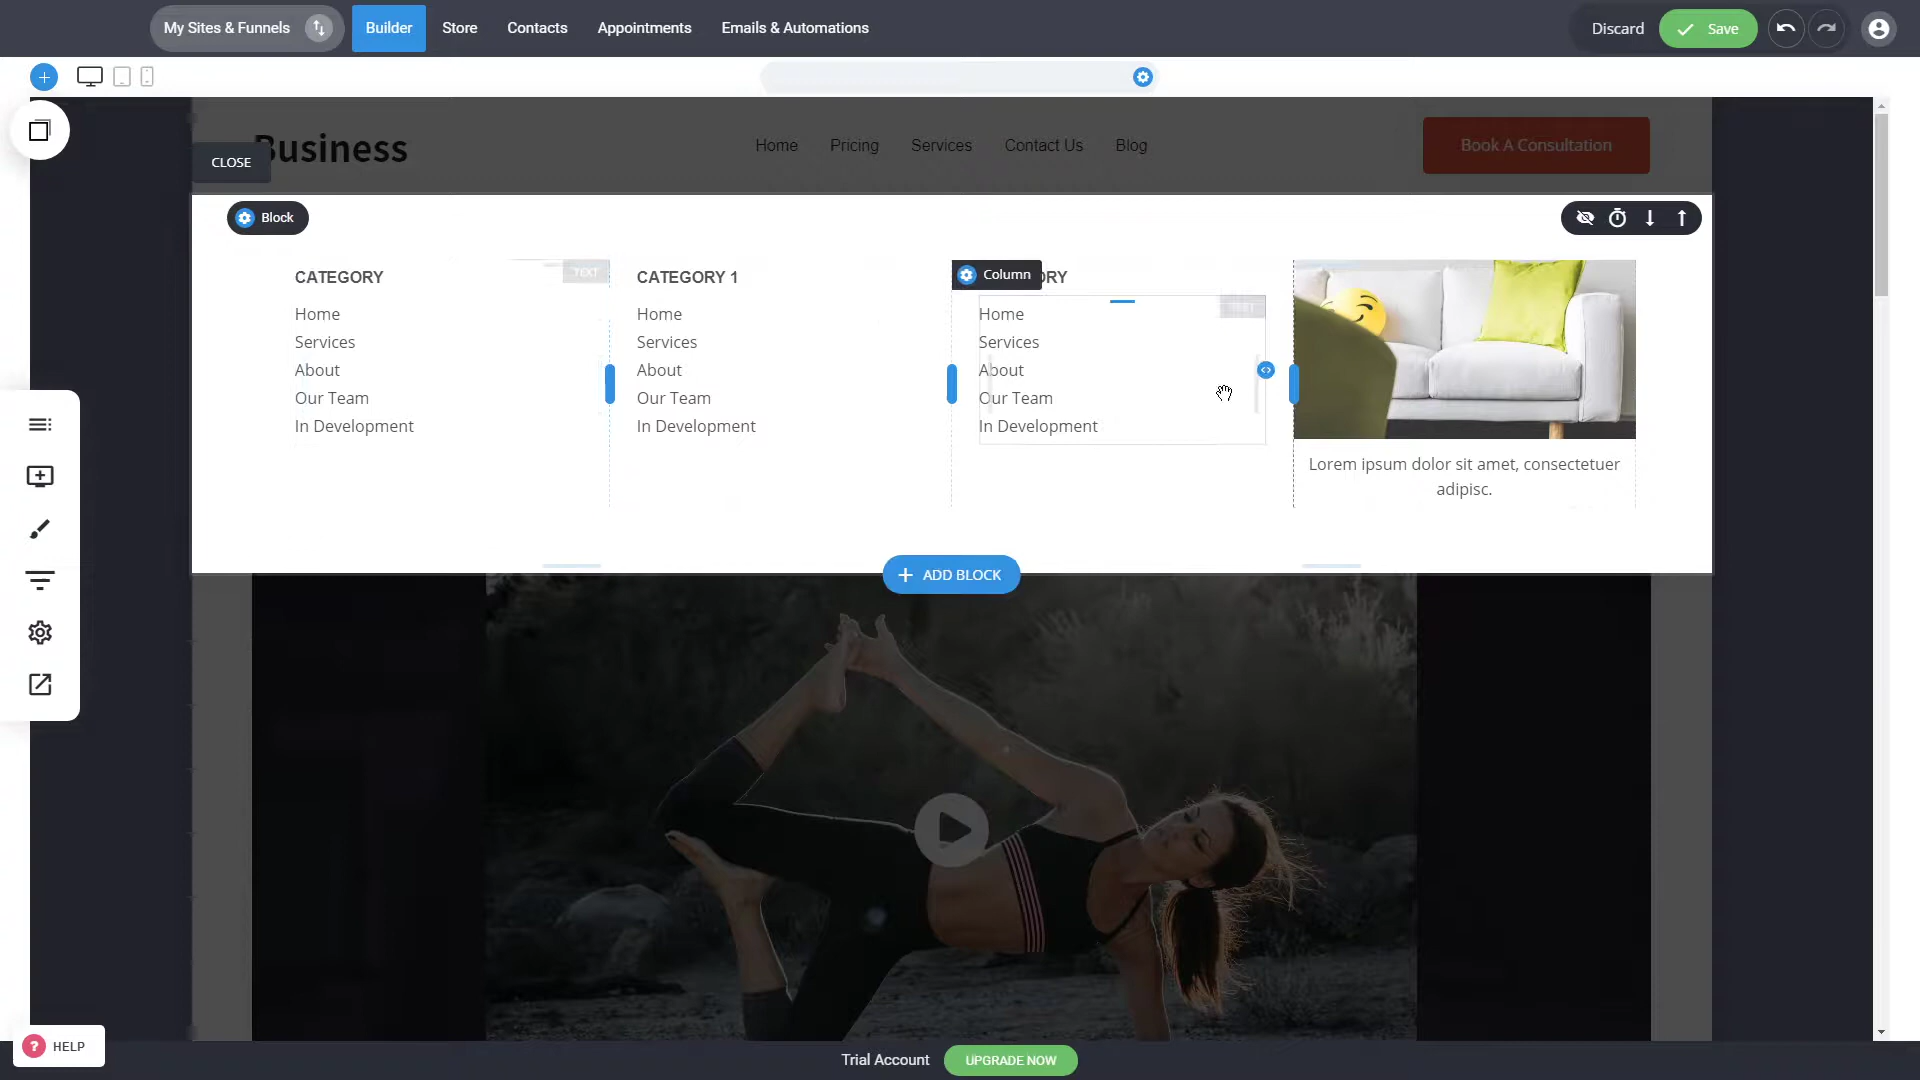 My Sites & Funnels
Builder
Store
Contacts
Appointments
Emails & Automations
Discard
Save
Business
Home
Pricing
Services
Contact Us
Blog
Book A Consultation
CLOSE
Block
CATEGORY
TEXT
CATEGORY 1
Column
ORY
Home
Services
About
Our Team
In Development
Home
Services
About
Our Team
In Development
Home
Services
About
Our Team
In Development
Lorem ipsum dolor sit amet, consectetuer
adipisc.
+ ADD BLOCK
? HELP
Trial Account
UPGRADE NOW